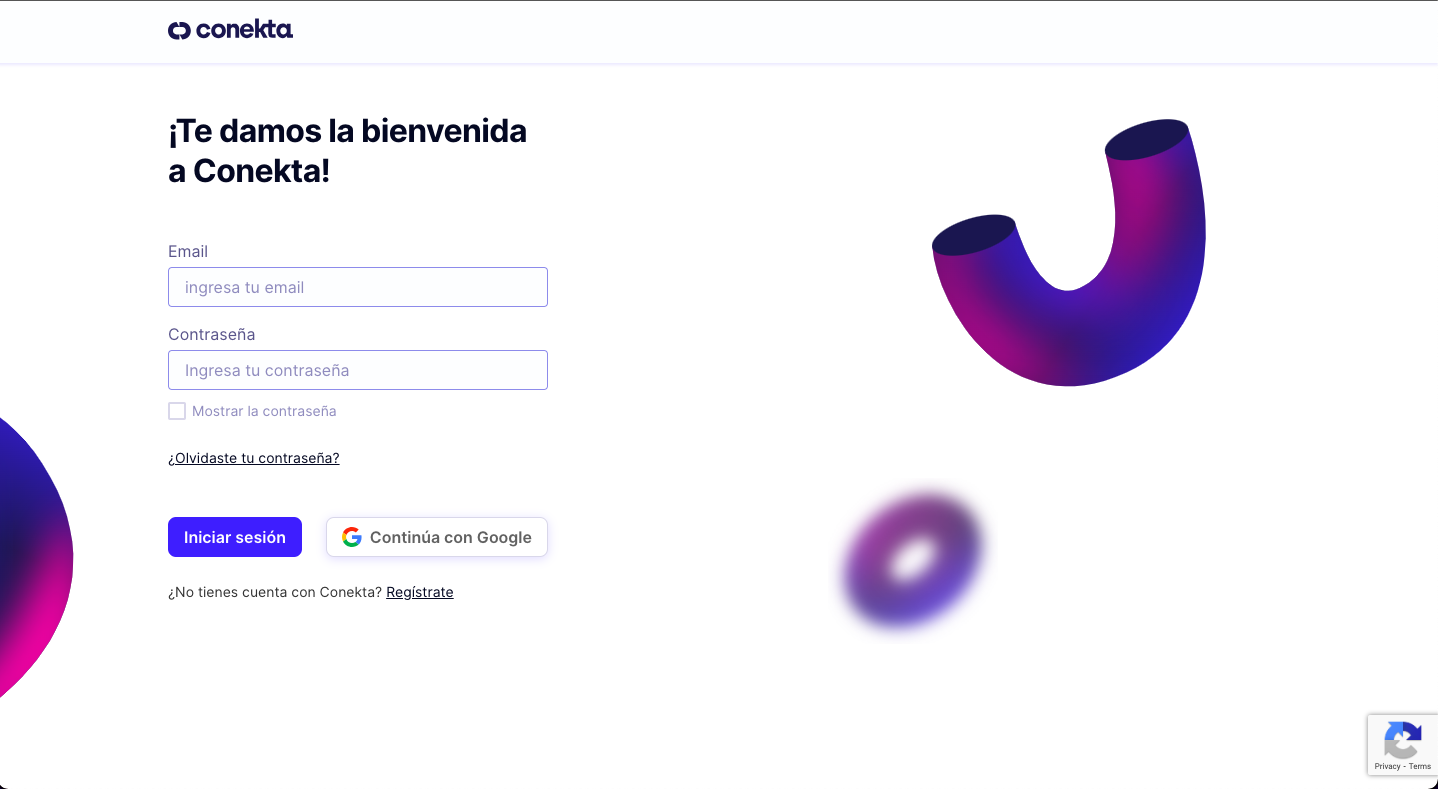 conekta
¡Te damos la bienvenida
a Conekta!
Email
ingresa tu email
Contraseña
Ingresa tu contraseña
Mostrar la contraseña
¿Olvidaste tu contraseña?
Iniciar sesión
Continúa con Google
¿No tienes cuenta con Conekta? Regístrate
Privacy - Terms